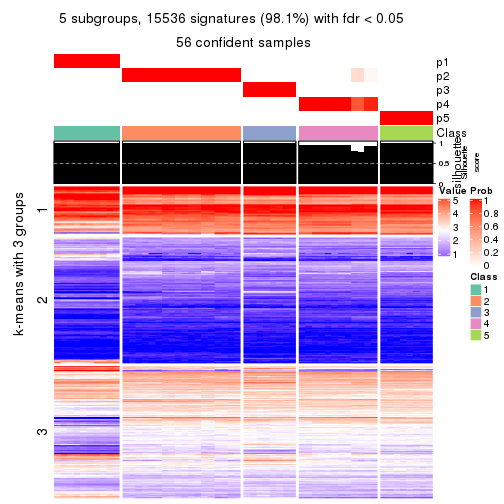 5 subgroups, 15536 signatures (98.1%) with fdr < 0.05
56 confident samples
p1
p2
p3
p4
p5
Class
1
0.5
0
silhouette
Silhouette
score
k-means with 3 groups
1
2
3
Value
5
4
3
2
1
Prob
1
0.8
0.6
0.4
0.2
0
Class
1
2
3
4
5